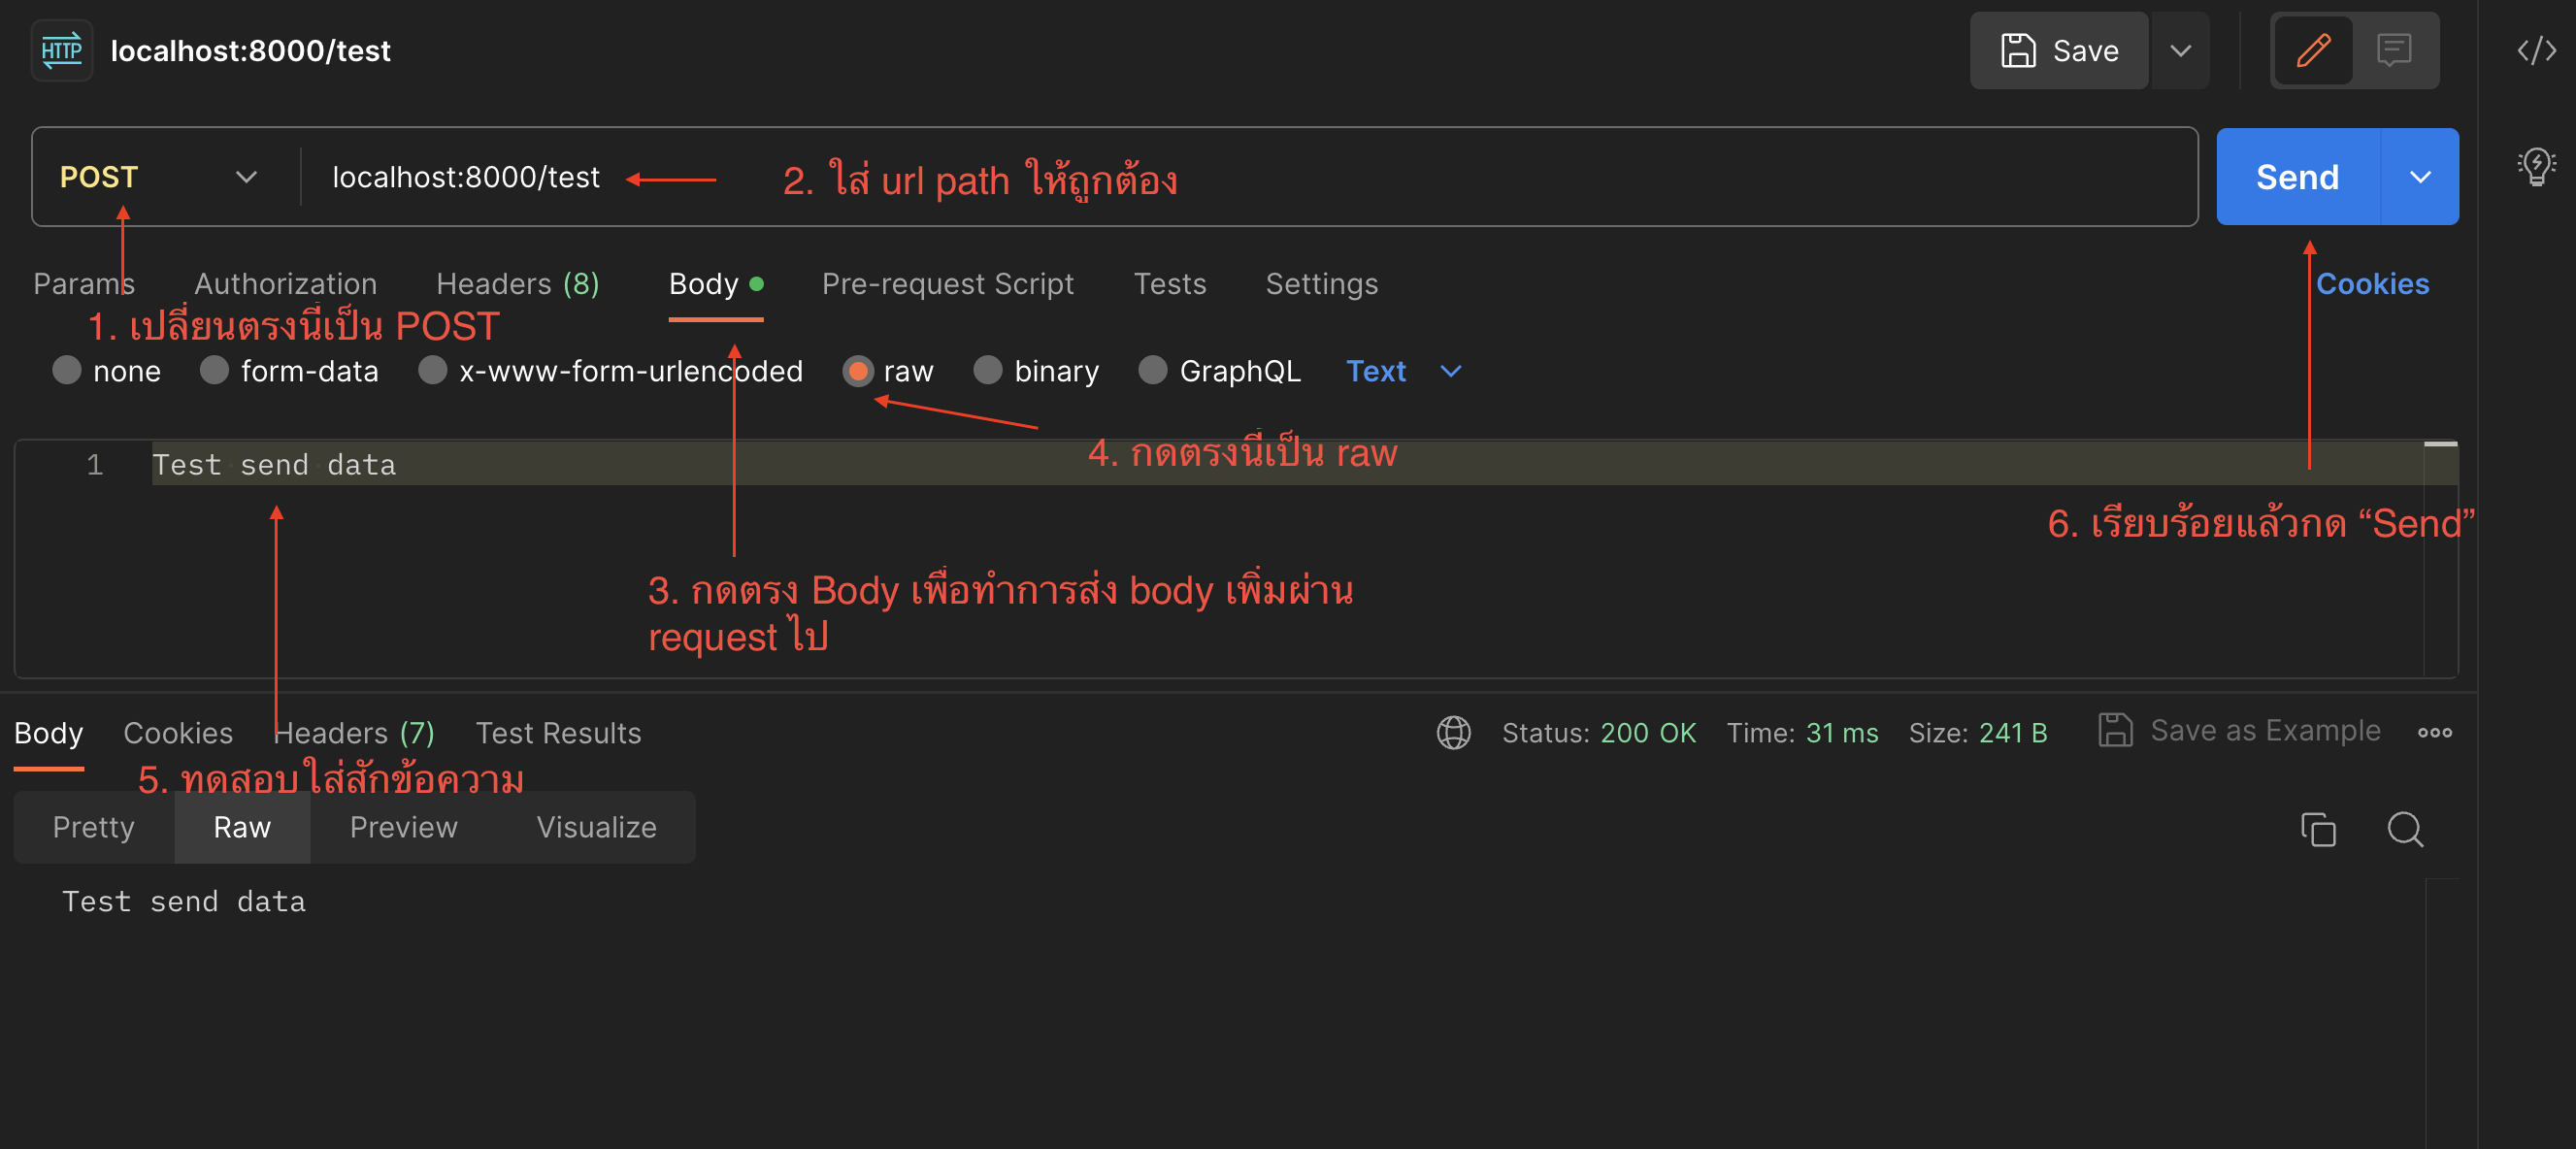 HTTP localhost:8000/test Save
POST localhost:8000/test 2. ใส่ url path ให้ถูกต้อง Send
Params Authorization Headers (8) Body Pre-request Script Tests Settings Cookies
1. เปลี่ยนตรงนี้เป็น POST
none form-data x-www-form-urlencoded raw binary GraphQL Text
4. กดตรงนี้เป็น raw
1 Test send data
6. เรียบร้อยแล้วกด “Send”
3. กดตรง Body เพื่อทำการส่ง body เพิ่มผ่าน
request ไป
Body Cookies Headers (7) Test Results Status: 200 OK Time: 31 ms Size: 241 B Save as Example
5. ทดสอบ ใส่สักข้อความ
Pretty Raw Preview Visualize
Test send data